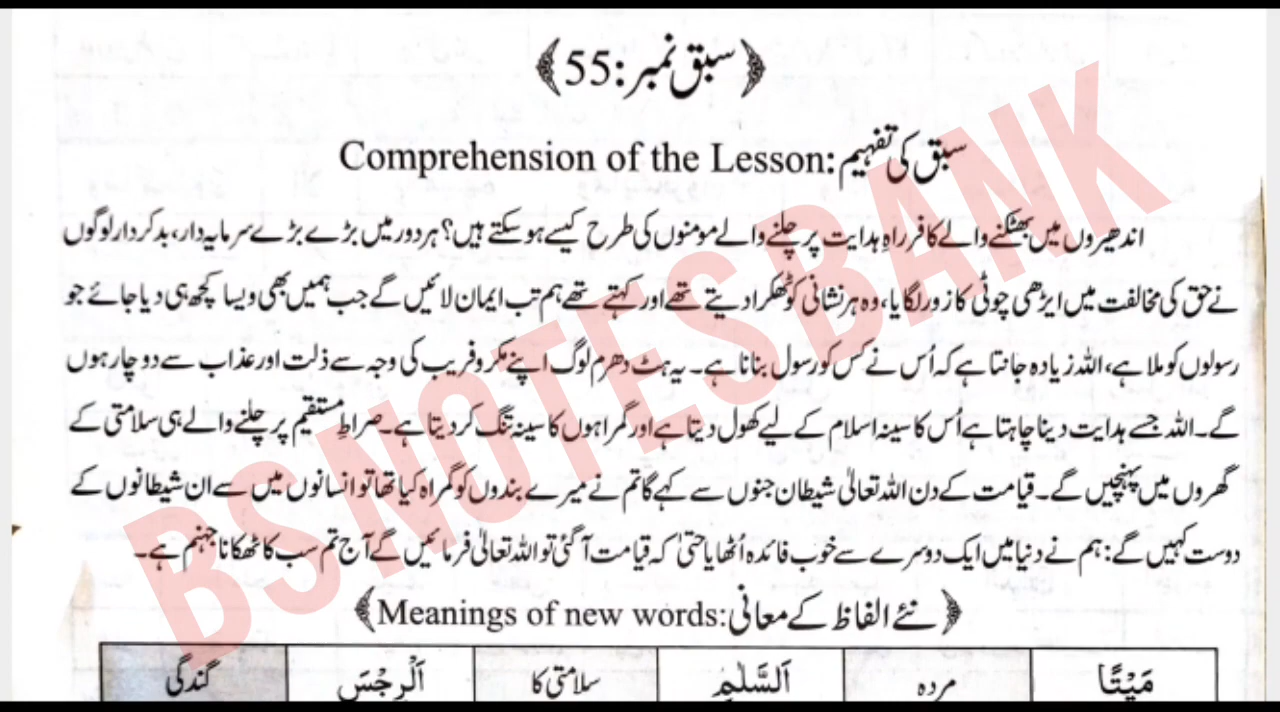 ﴿سبق نمبر:55﴾
سبق کی تفہیم:Comprehension of the Lesson
اندھیروں میں بھٹکنے والے کافر راہِ ہدایت پر چلنے والے مومنوں کی طرح کیسے ہو سکتے ہیں؟ ہر دور میں بڑے بڑے سرمایہ دار، بدکردار لوگوں
نے حق کی مخالفت میں ایڑھی چوٹی کا زور لگایا، وہ ہر نشانی کو ٹھکرا دیتے تھے اور کہتے تھے ہم تب ایمان لائیں گے جب ہمیں بھی ویسا کچھ ہی دیا جائے جو
رسولوں کو ملا ہے، اللہ زیادہ جانتا ہے کہ اُس نے کس کو رسول بنانا ہے۔ یہ ہٹ دھرم لوگ اپنے مکر و فریب کی وجہ سے ذلت اور عذاب سے دوچار ہوں
گے۔ اللہ جسے ہدایت دینا چاہتا ہے اُس کا سینہ اسلام کے لیے کھول دیتا ہے اور گمراہوں کا سینہ تنگ کر دیتا ہے۔ صراطِ مستقیم پر چلنے والے ہی سلامتی کے
گھروں میں پہنچیں گے۔ قیامت کے دن اللہ تعالیٰ شیطان جنوں سے کہے گا تم نے میرے بندوں کو گمراہ کیا تھا تو انسانوں میں سے ان شیطانوں کے
دوست کہیں گے: ہم نے دنیا میں ایک دوسرے سے خوب فائدہ اُٹھایا حتیٰ کہ قیامت آ گئی تو اللہ تعالیٰ فرمائیں گے آج تم سب کا ٹھکانا جہنم ہے۔
﴿نئے الفاظ کے معانی:Meanings of new words﴾
مَيْتًا مردہ اَلسَّلٰمِ سلامتی کا اَلْرِجْسَ گندگی
BS NOTES BANK